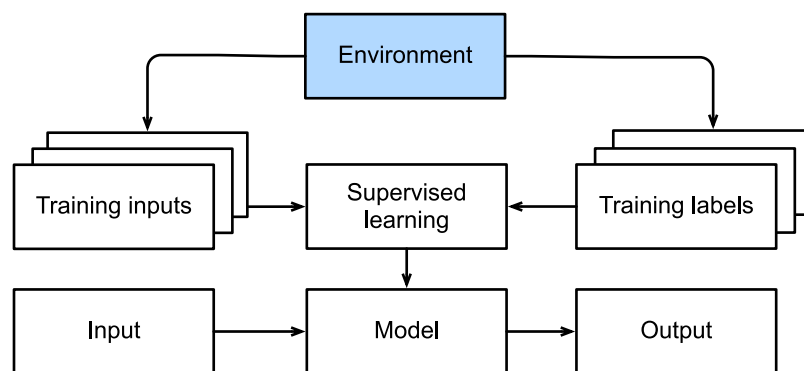 Environment
Training inputs
Supervised
learning
Training labels
Input
Model
Output